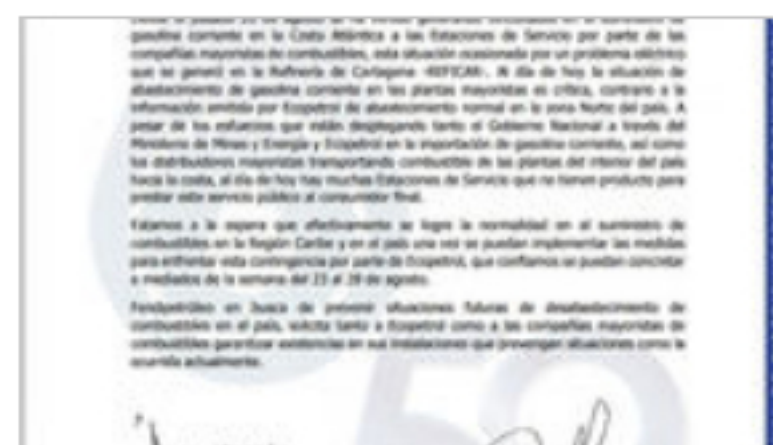 gasolina corriente en la Costa Atlántica a las Estaciones de Servicio por parte de las
compañías mayoristas de combustibles, esta situación ocasionada por un problema eléctrico
que se generó en la Refinería de Cartagena -REFICAR-. Al día de hoy la situación de
abastecimiento de gasolina corriente en las plantas mayoristas es crítica, contrario a la
información emitida por Ecopetrol de abastecimiento normal en la zona Norte del país. A
pesar de los esfuerzos que están desplegando tanto el Gobierno Nacional a través del
Ministerio de Minas y Energía y Ecopetrol en la importación de gasolina corriente, así como
los distribuidores mayoristas transportando combustible de las plantas del interior del país
hacia la costa, al día de hoy hay muchas Estaciones de Servicio que no tienen producto para
prestar este servicio público al consumidor final.
Estamos a la espera que efectivamente se logre la normalidad en el suministro de
combustibles en la Región Caribe y en el país una vez se puedan implementar las medidas
para enfrentar esta contingencia por parte de Ecopetrol, que confiamos se puedan concretar
a mediados de la semana del 23 al 28 de agosto.
Fendipetróleo en busca de prevenir situaciones futuras de desabastecimiento de
combustibles en el país, solicita tanto a Ecopetrol como a las compañías mayoristas de
combustibles garantizar existencias en sus instalaciones que prevengan situaciones como la
ocurrida actualmente.